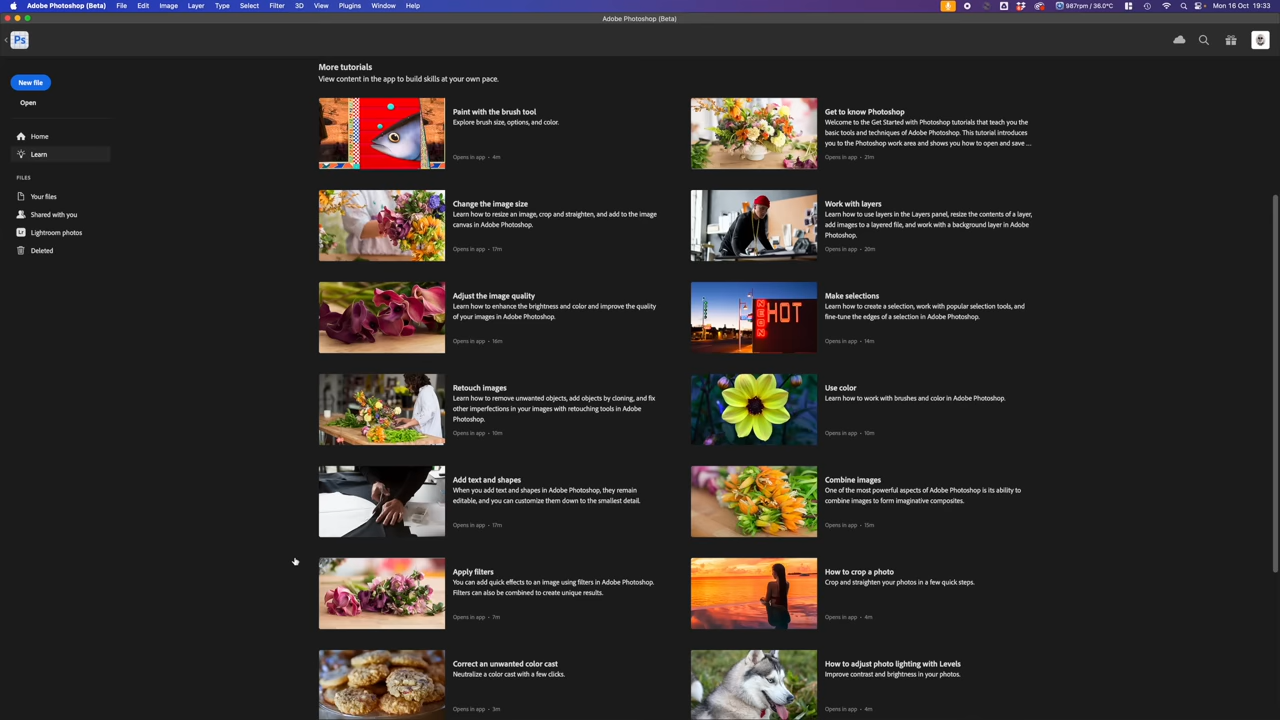 Adobe Photoshop (Beta) File Edit Image Layer Type Select Filter 3D View Plugins Window Help 987rpm / 36.0°C Mon 16 Oct 19:33
Adobe Photoshop (Beta)
Ps
New file
Open
Home
Learn
FILES
Your files
Shared with you
Lightroom photos
Deleted
More tutorials
View content in the app to build skills at your own pace.
Paint with the brush tool
Explore brush size, options, and color.
Opens in app • 4m
Get to know Photoshop
Welcome to the Get Started with Photoshop tutorials that teach you the
basic tools and techniques of Adobe Photoshop. This tutorial introduces
you to the Photoshop work area and shows you how to open and save ...
Opens in app • 21m
Change the image size
Learn how to resize an image, crop and straighten, and add to the image
canvas in Adobe Photoshop.
Opens in app • 17m
Work with layers
Learn how to use layers in the Layers panel, resize the contents of a layer,
add images to a layered file, and work with a background layer in Adobe
Photoshop.
Opens in app • 20m
Adjust the image quality
Learn how to enhance the brightness and color and improve the quality
of your images in Adobe Photoshop.
Opens in app • 16m
NEON
HOT
Make selections
Learn how to create a selection, work with popular selection tools, and
fine-tune the edges of a selection in Adobe Photoshop.
Opens in app • 14m
Retouch images
Learn how to remove unwanted objects, add objects by cloning, and fix
other imperfections in your images with retouching tools in Adobe
Photoshop.
Opens in app • 10m
Use color
Learn how to work with brushes and color in Adobe Photoshop.
Opens in app • 10m
Add text and shapes
When you add text and shapes in Adobe Photoshop, they remain
editable, and you can customize them down to the smallest detail.
Opens in app • 17m
Combine images
One of the most powerful aspects of Adobe Photoshop is its ability to
combine images to form imaginative composites.
Opens in app • 15m
Apply filters
You can add quick effects to an image using filters in Adobe Photoshop.
Filters can also be combined to create unique results.
Opens in app • 7m
How to crop a photo
Crop and straighten your photos in a few quick steps.
Opens in app • 4m
Correct an unwanted color cast
Neutralize a color cast with a few clicks.
Opens in app • 3m
How to adjust photo lighting with Levels
Improve contrast and brightness in your photos.
Opens in app • 4m